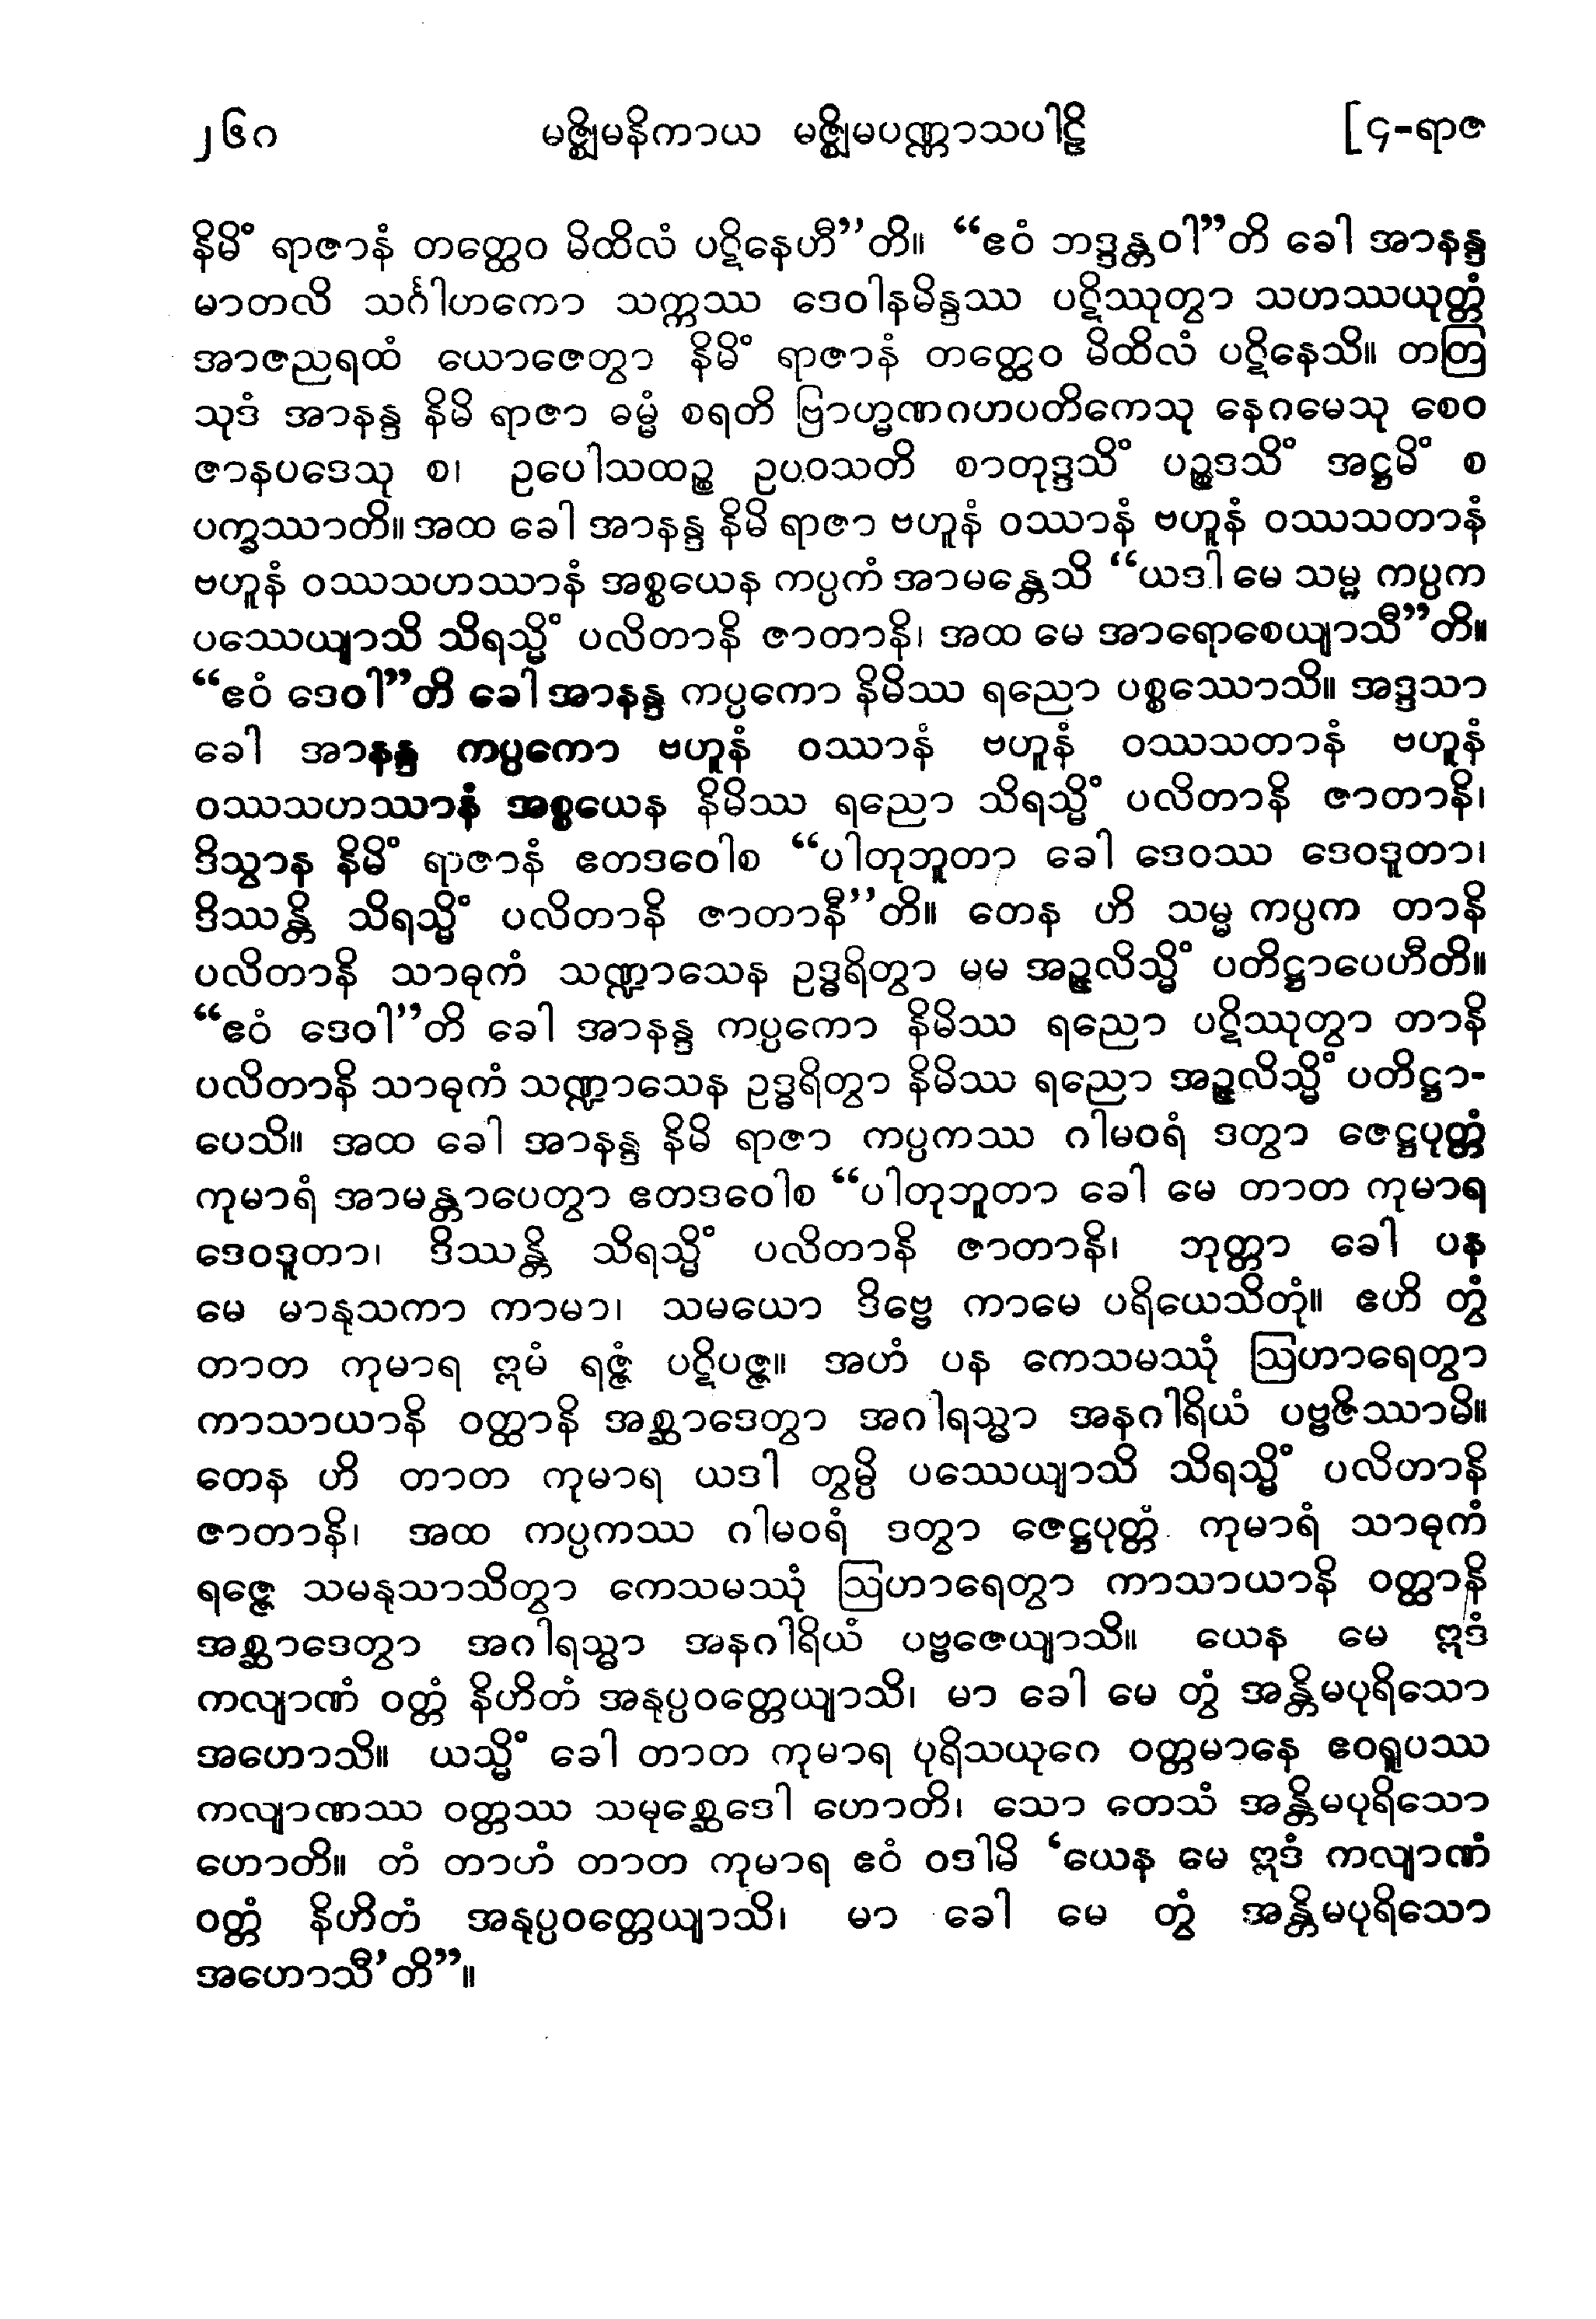 ၂၆ဂ မဇ္ဈိမနိကာယ မဇ္ဈိမပဏ္ဏာသပါဠိ [၄-ရာဇ
နိမိံ ရာဇာနံ တတ္ထေဝ မိထိလံ ပဋိနေဟီ”တိ။ “ဧဝံ ဘဒ္ဒန္တဝါ”တိ ခေါ အာနန္ဒ
မာတလိ သင်္ဂါဟကော သက္ကဿ ဒေဝါနမိန္ဒဿ ပဋိဿုတွာ သဟဿယုတ္တံ
အာဇညရထံ ယောဇေတွာ နိမိံ ရာဇာနံ တတ္ထေဝ မိထိလံ ပဋိနေသိ။ တတြ
သုဒံ အာနန္ဒ နိမိ ရာဇာ ဓမ္မံ စရတိ ဗြာဟ္မဏဂဟပတိကေသု နေဂမေသု စေဝ
ဇာနပဒေသု စ၊ ဥပေါသထဉ္စ ဥပဝသတိ စာတုဒ္ဒသိံ ပဉ္စဒသိံ အဋ္ဌမိံ စ
ပက္ခဿာတိ။ အထ ခေါ အာနန္ဒ နိမိ ရာဇာ ဗဟူနံ ဝဿာနံ ဗဟူနံ ဝဿသတာနံ
ဗဟူနံ ဝဿသဟဿာနံ အစ္စယေန ကပ္ပကံ အာမန္တေသိ “ယဒါ မေ သမ္မ ကပ္ပက
ပဿေယျာသိ သိရသ္မိံ ပလိတာနိ ဇာတာနိ၊ အထ မေ အာရောစေယျာသီ”တိ။
“ဧဝံ ဒေဝါ”တိ ခေါ အာနန္ဒ ကပ္ပကော နိမိဿ ရညော ပစ္စဿောသိ။ အဒ္ဒသာ
ခေါ အာနန္ဒ ကပ္ပကော ဗဟူနံ ဝဿာနံ ဗဟူနံ ဝဿသတာနံ ဗဟူနံ
ဝဿသဟဿာနံ အစ္စယေန နိမိဿ ရညော သိရသ္မိံ ပလိတာနိ ဇာတာနိ၊
ဒိသွာန နိမိံ ရာဇာနံ ဧတဒဝေါစ “ပါတုဘူတာ ခေါ ဒေဝဿ ဒေဝဒူတာ၊
ဒိဿန္တိ သိရသ္မိံ ပလိတာနိ ဇာတာနီ”တိ။ တေန ဟိ သမ္မ ကပ္ပက တာနိ
ပလိတာနိ သာဓုကံ သဏ္ဍာသေန ဥဒ္ဓရိတွာ မမ အဉ္ဇလိသ္မိံ ပတိဋ္ဌာပေဟီတိ။
“ဧဝံ ဒေဝါ”တိ ခေါ အာနန္ဒ ကပ္ပကော နိမိဿ ရညော ပဋိဿုတွာ တာနိ
ပလိတာနိ သာဓုကံ သဏ္ဍာသေန ဥဒ္ဓရိတွာ နိမိဿ ရညော အဉ္ဇလိသ္မိံ ပတိဋ္ဌာ-
ပေသိ။ အထ ခေါ အာနန္ဒ နိမိ ရာဇာ ကပ္ပကဿ ဂါမဝရံ ဒတွာ ဇေဋ္ဌပုတ္တံ
ကုမာရံ အာမန္တာပေတွာ ဧတဒဝေါစ “ပါတုဘူတာ ခေါ မေ တာတ ကုမာရ
ဒေဝဒူတာ၊ ဒိဿန္တိ သိရသ္မိံ ပလိတာနိ ဇာတာနိ၊ ဘုတ္တာ ခေါ ပန
မေ မာနုသကာ ကာမာ၊ သမယော ဒိဗ္ဗေ ကာမေ ပရိယေသိတုံ။ ဧဟိ တွံ
တာတ ကုမာရ ဣမံ ရဇ္ဇံ ပဋိပဇ္ဇ။ အဟံ ပန ကေသမဿုံ ဩဟာရေတွာ
ကာသာယာနိ ဝတ္ထာနိ အစ္ဆာဒေတွာ အဂါရသ္မာ အနဂါရိယံ ပဗ္ဗဇိဿာမိ။
တေန ဟိ တာတ ကုမာရ ယဒါ တွမ္ပိ ပဿေယျာသိ သိရသ္မိံ ပလိတာနိ
ဇာတာနိ၊ အထ ကပ္ပကဿ ဂါမဝရံ ဒတွာ ဇေဋ္ဌပုတ္တံ ကုမာရံ သာဓုကံ
ရဇ္ဇေ သမနုသာသိတွာ ကေသမဿုံ ဩဟာရေတွာ ကာသာယာနိ ဝတ္ထာနိ
အစ္ဆာဒေတွာ အဂါရသ္မာ အနဂါရိယံ ပဗ္ဗဇေယျာသိ။ ယေန မေ ဣဒံ
ကလျာဏံ ဝတ္တံ နိဟိတံ အနုပ္ပဝတ္တေယျာသိ၊ မာ ခေါ မေ တွံ အန္တိမပုရိသော
အဟောသိ။ ယသ္မိံ ခေါ တာတ ကုမာရ ပုရိသယုဂေ ဝတ္တမာနေ ဧဝရူပဿ
ကလျာဏဿ ဝတ္တဿ သမုစ္ဆေဒေါ ဟောတိ၊ သော တေသံ အန္တိမပုရိသော
ဟောတိ။ တံ တာဟံ တာတ ကုမာရ ဧဝံ ဝဒါမိ ‘ယေန မေ ဣဒံ ကလျာဏံ
ဝတ္တံ နိဟိတံ အနုပ္ပဝတ္တေယျာသိ၊ မာ ခေါ မေ တွံ အန္တိမပုရိသော
အဟောသီ’တိ”။